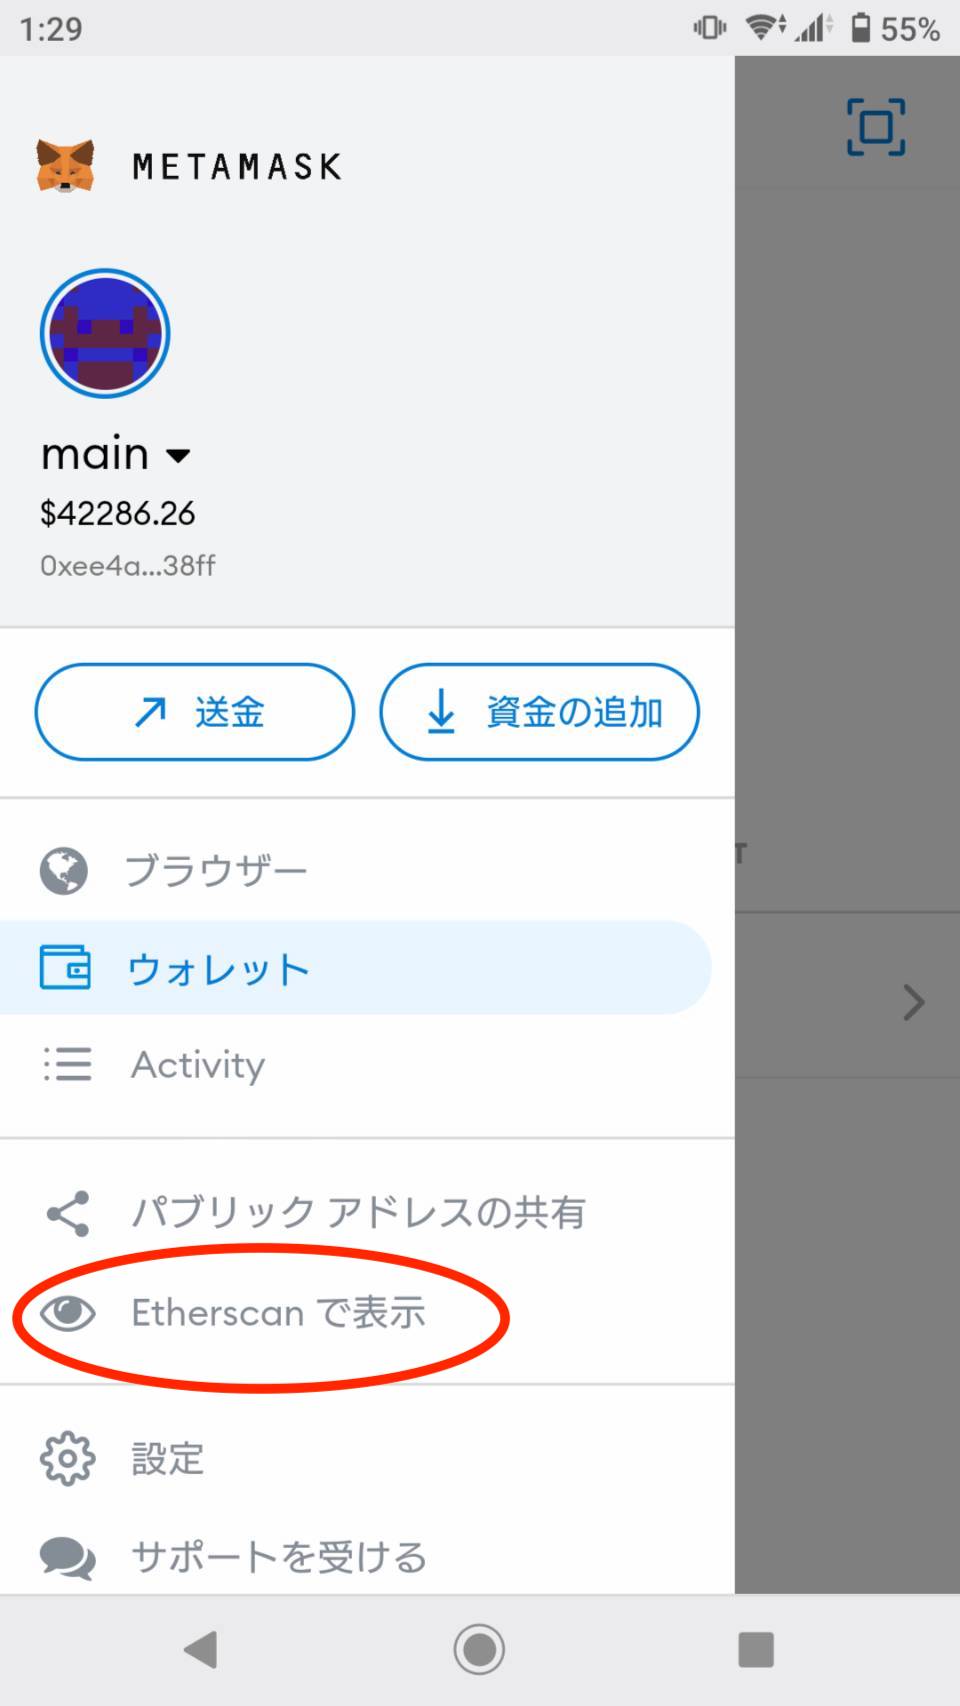 1:29
55%
METAMASK
main
$42286.26
0xee4a...38ff
送金
資金の追加
ブラウザー
T
ウォレット
Activity
パブリック アドレスの共有
Etherscan で表示
設定
サポートを受ける